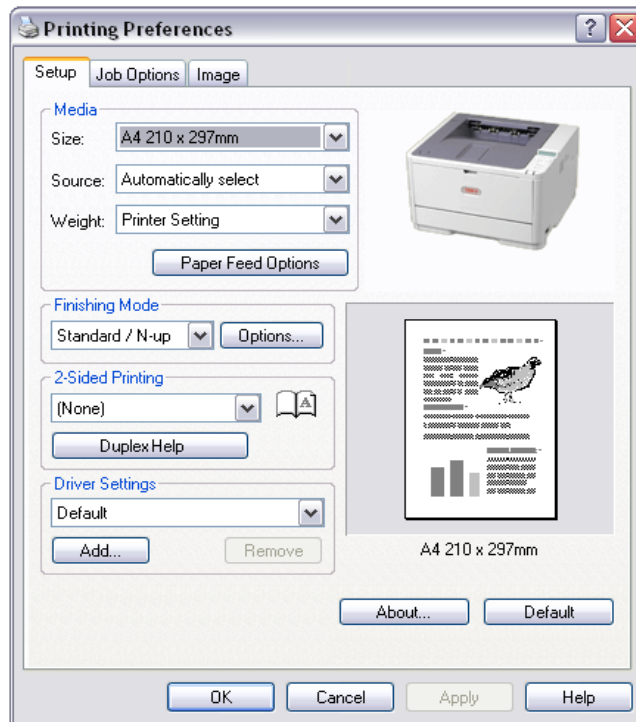 Printing Preferences
Setup
Job Options
Image
Media
Size: A4 210 x 297mm
Source: Automatically select
Weight: Printer Setting
Paper Feed Options
Finishing Mode
Standard / N-up
Options...
2-Sided Printing
(None)
A
Duplex Help
Driver Settings
Default
Add...
Remove
A4 210 x 297mm
About...
Default
OK
Cancel
Apply
Help